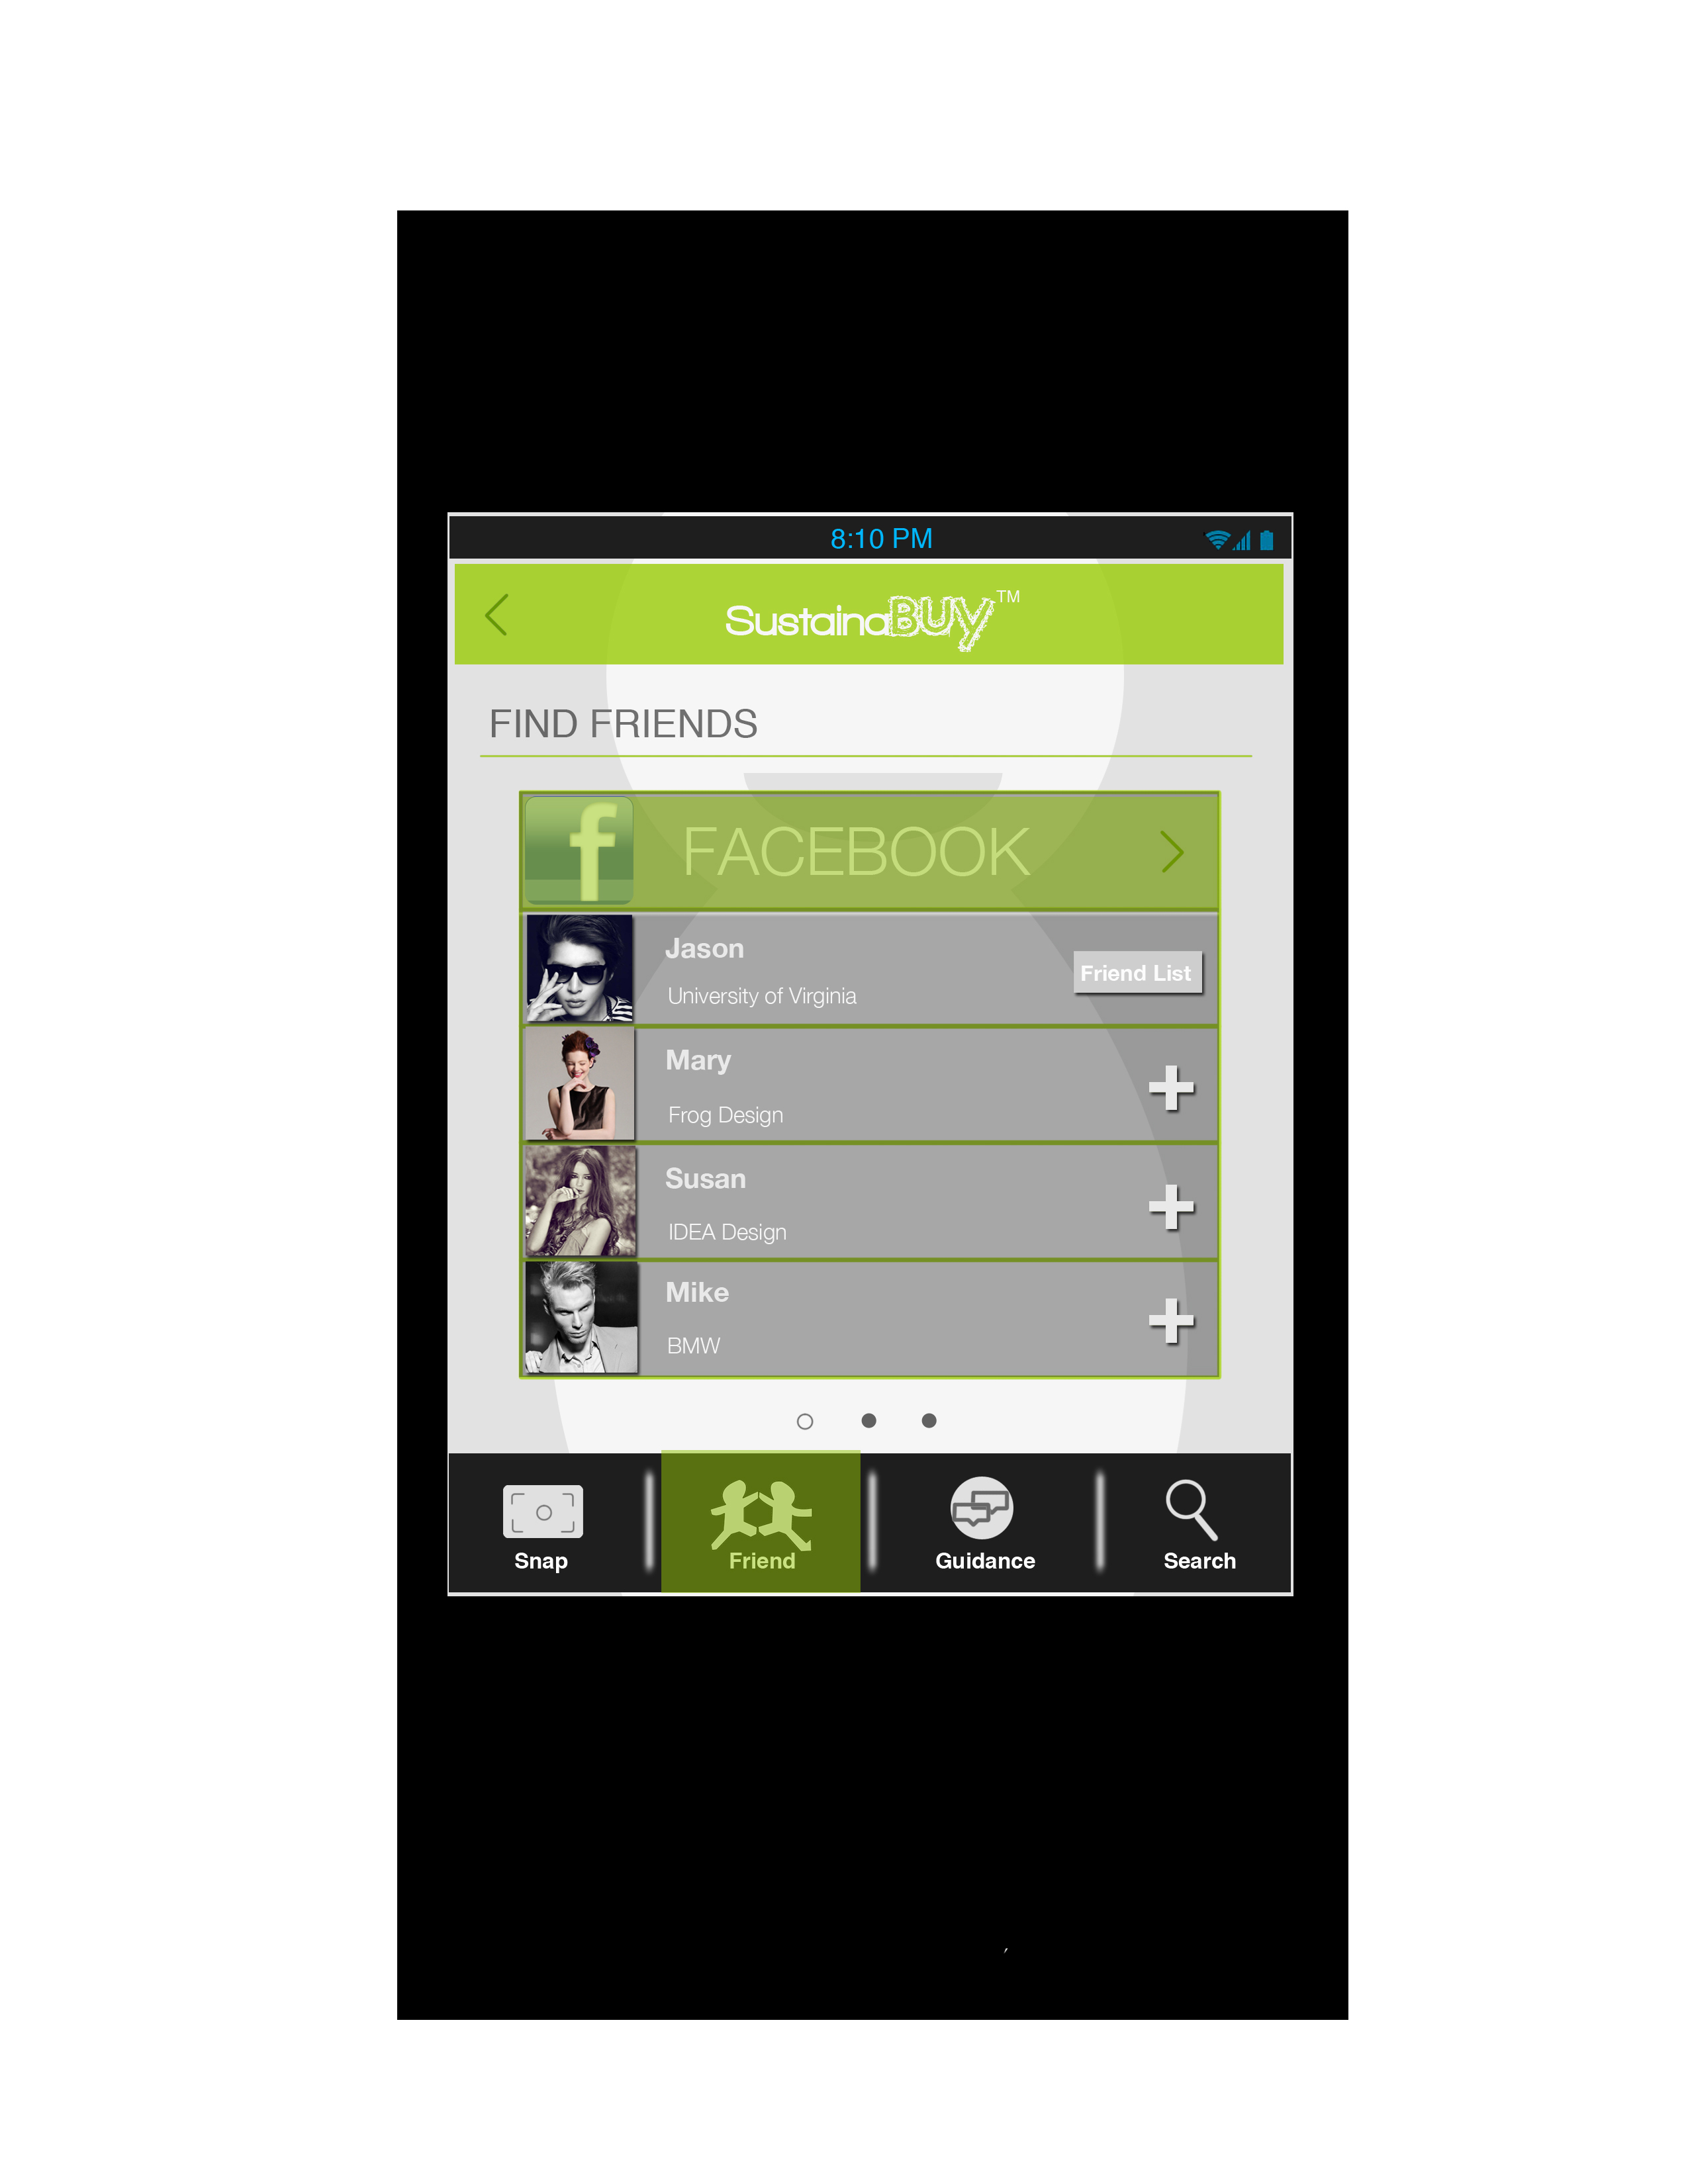 8:10 PM
SustainaBUY™
FIND FRIENDS
f FACEBOOK
Jason
University of Virginia
Friend List
Mary
Frog Design
Susan
IDEA Design
Mike
BMW
Snap Friend Guidance Search